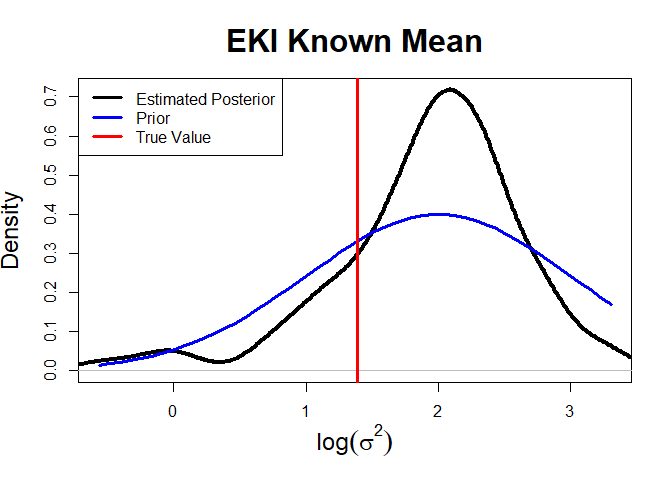 EKI Known Mean
Estimated Posterior
Prior
True Value
Density
0.0 0.1 0.2 0.3 0.4 0.5 0.6 0.7
0 1 2 3
log(σ²)